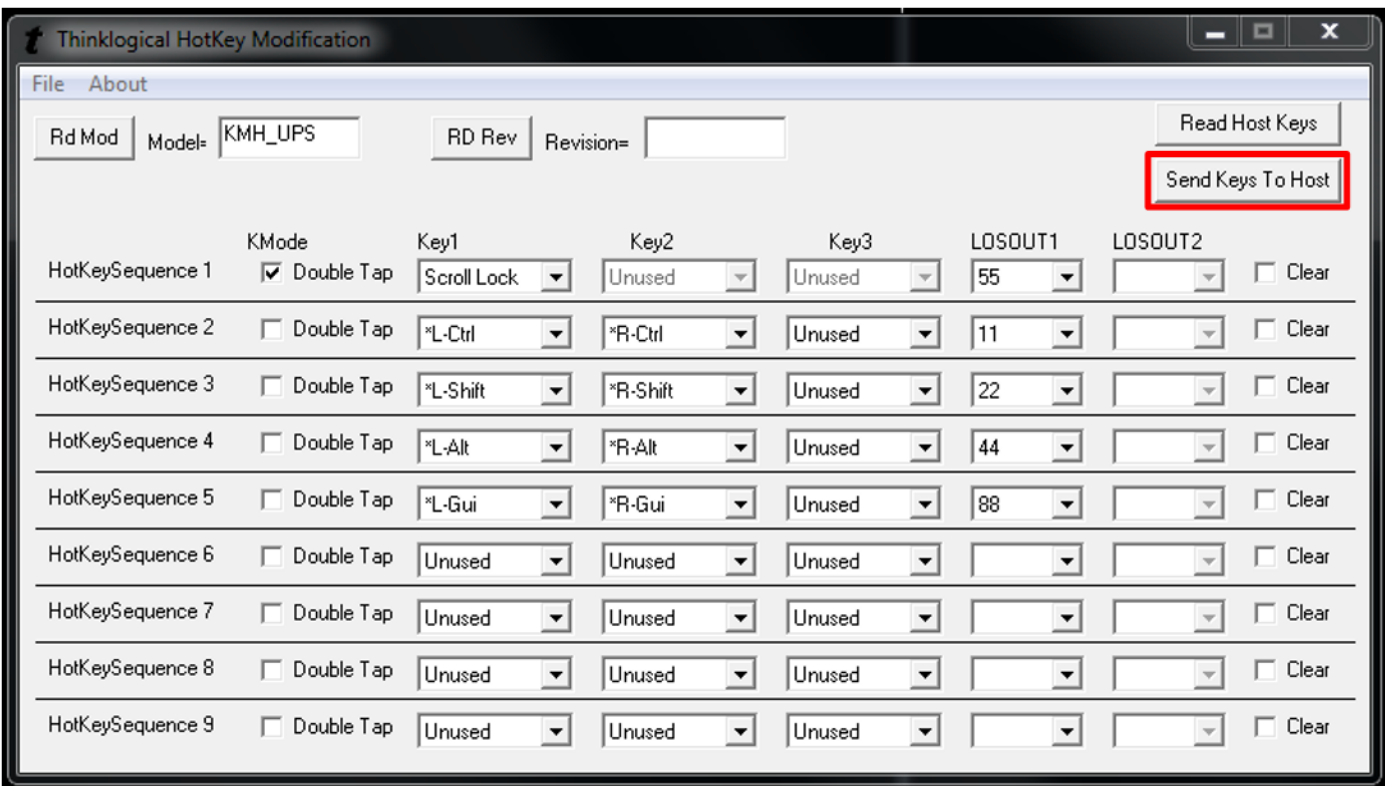 t Thinklogical HotKey Modification
File About
Rd Mod Model= KMH_UPS RD Rev Revision= Read Host Keys
Send Keys To Host
KMode Key1 Key2 Key3 LOSOUT1 LOSOUT2
HotKeySequence 1 Double Tap Scroll Lock Unused Unused 55 Clear
HotKeySequence 2 Double Tap *L-Ctrl *R-Ctrl Unused 11 Clear
HotKeySequence 3 Double Tap *L-Shift *R-Shift Unused 22 Clear
HotKeySequence 4 Double Tap *L-Alt *R-Alt Unused 44 Clear
HotKeySequence 5 Double Tap *L-Gui *R-Gui Unused 88 Clear
HotKeySequence 6 Double Tap Unused Unused Unused Clear
HotKeySequence 7 Double Tap Unused Unused Unused Clear
HotKeySequence 8 Double Tap Unused Unused Unused Clear
HotKeySequence 9 Double Tap Unused Unused Unused Clear